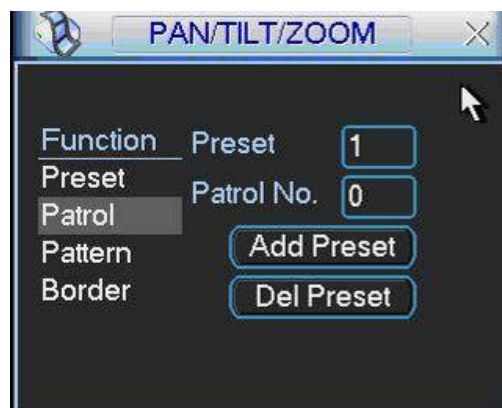 PAN/TILT/ZOOM
Function
Preset
Patrol
Pattern
Border
Preset 1
Patrol No. 0
Add Preset
Del Preset